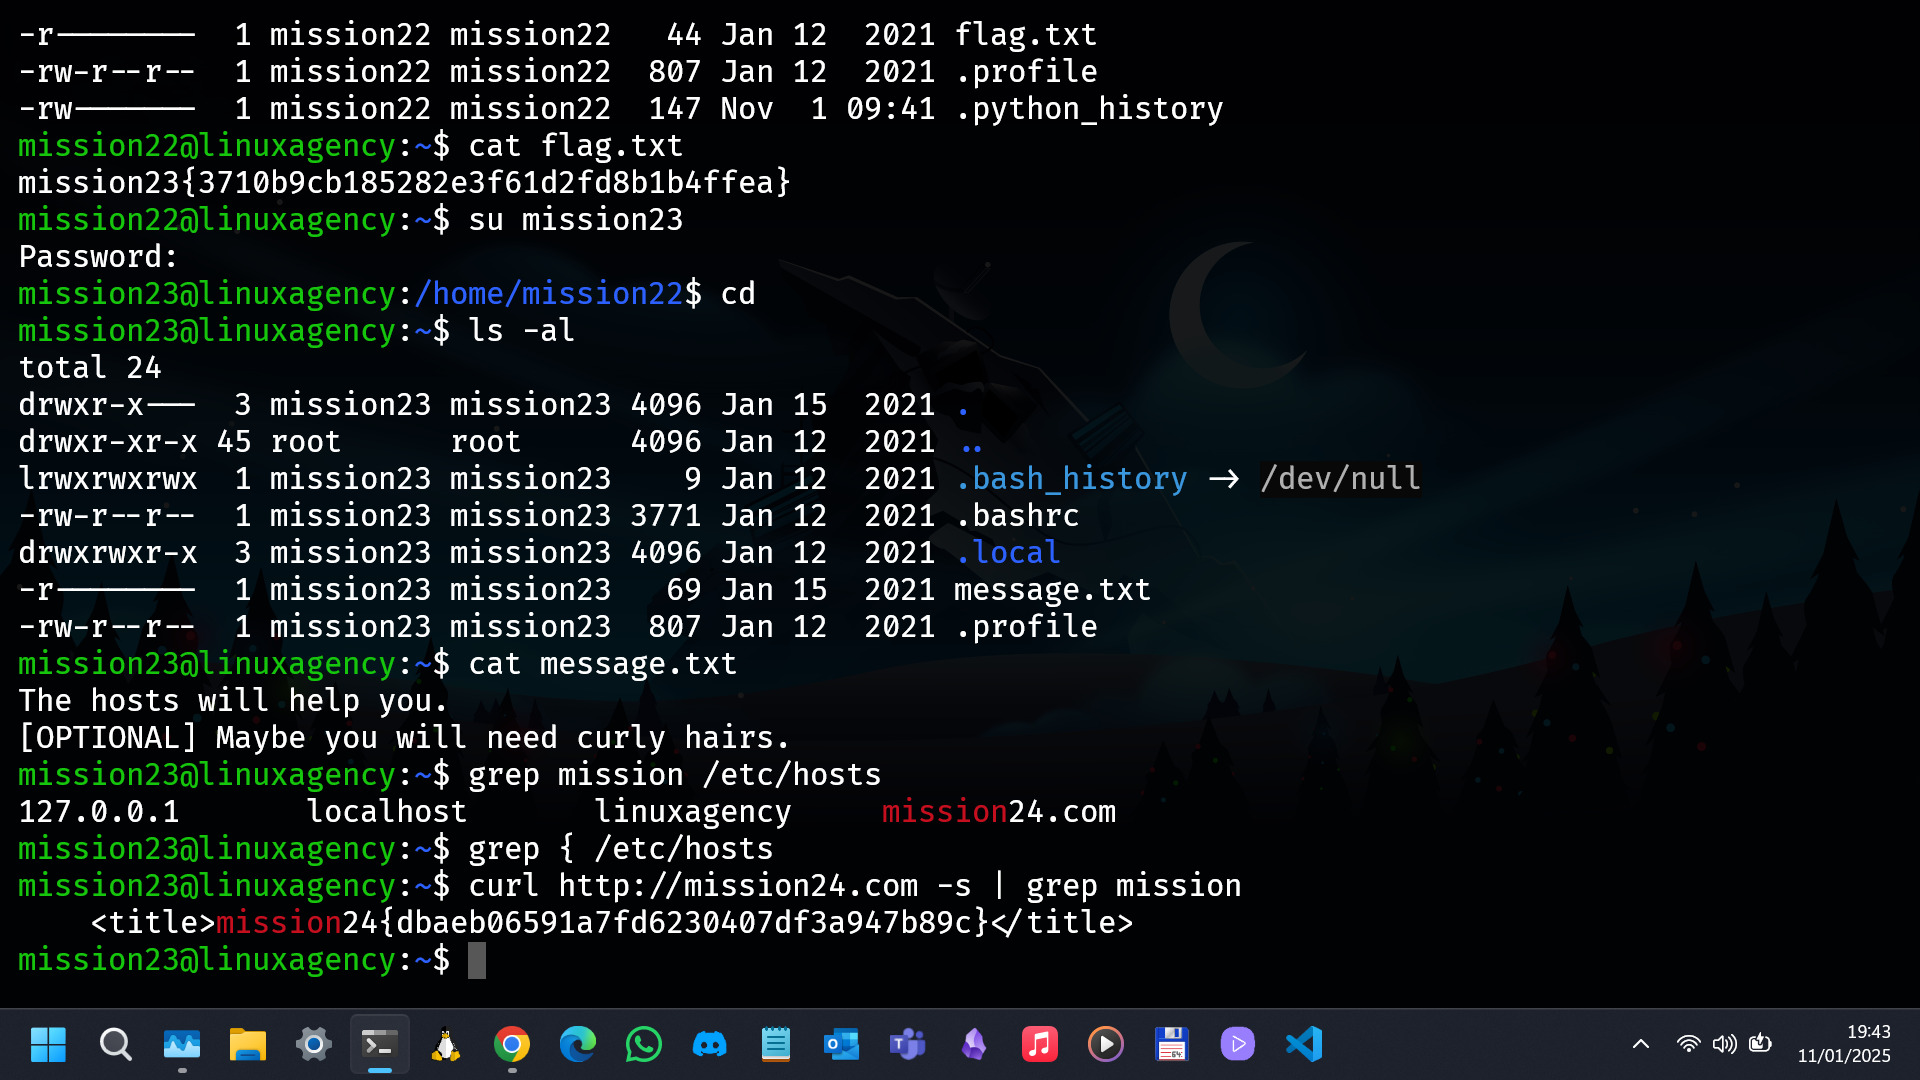 -r--------  1 mission22 mission22   44 Jan 12  2021 flag.txt
-rw-r--r--  1 mission22 mission22  807 Jan 12  2021 .profile
-rw-------  1 mission22 mission22  147 Nov  1 09:41 .python_history
mission22@linuxagency:~$ cat flag.txt
mission23{3710b9cb185282e3f61d2fd8b1b4ffea}
mission22@linuxagency:~$ su mission23
Password:
mission23@linuxagency:/home/mission22$ cd
mission23@linuxagency:~$ ls -al
total 24
drwxr-x---  3 mission23 mission23 4096 Jan 15  2021 .
drwxr-xr-x 45 root      root      4096 Jan 12  2021 ..
lrwxrwxrwx  1 mission23 mission23    9 Jan 12  2021 .bash_history -> /dev/null
-rw-r--r--  1 mission23 mission23 3771 Jan 12  2021 .bashrc
drwxrwxr-x  3 mission23 mission23 4096 Jan 12  2021 .local
-r--------  1 mission23 mission23   69 Jan 15  2021 message.txt
-rw-r--r--  1 mission23 mission23  807 Jan 12  2021 .profile
mission23@linuxagency:~$ cat message.txt
The hosts will help you.
[OPTIONAL] Maybe you will need curly hairs.
mission23@linuxagency:~$ grep mission /etc/hosts
127.0.0.1       localhost       linuxagency     mission24.com
mission23@linuxagency:~$ grep { /etc/hosts
mission23@linuxagency:~$ curl http://mission24.com -s | grep mission
    <title>mission24{dbaeb06591a7fd6230407df3a947b89c}</title>
mission23@linuxagency:~$
19:43
11/01/2025